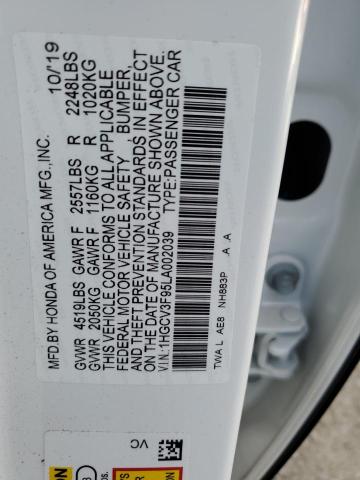 MFD.BY HONDA OF AMERICA MFG.,INC. 10/'19
GVWR 4519LBS GAWR F 2557LBS R 2248LBS
GVWR 2050KG GAWR F 1160KG R 1020KG
THIS VEHICLE CONFORMS TO ALL APPLICABLE
FEDERAL MOTOR VEHICLE SAFETY BUMPER,
AND THEFT PREVENTION STANDARDS IN EFFECT
ON THE DATE OF MANUFACTURE SHOWN ABOVE.
V.I.N.:1HGCV3F95LA002039 TYPE:PASSENGER CAR
TWA L AE8 NH883P A A
VC